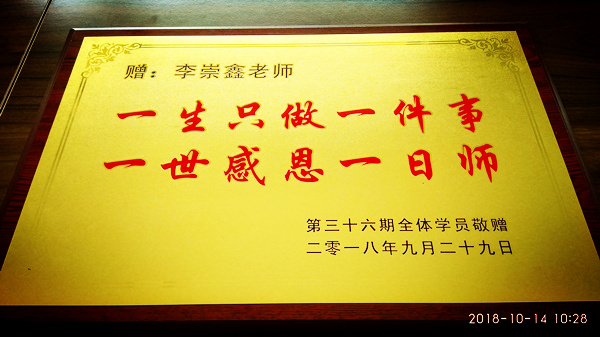 赠：李崇鑫老师
一生只做一件事
一世感恩一日师
第三十六期全体学员敬赠
二零一八年九月二十九日
2018-10-14 10:28